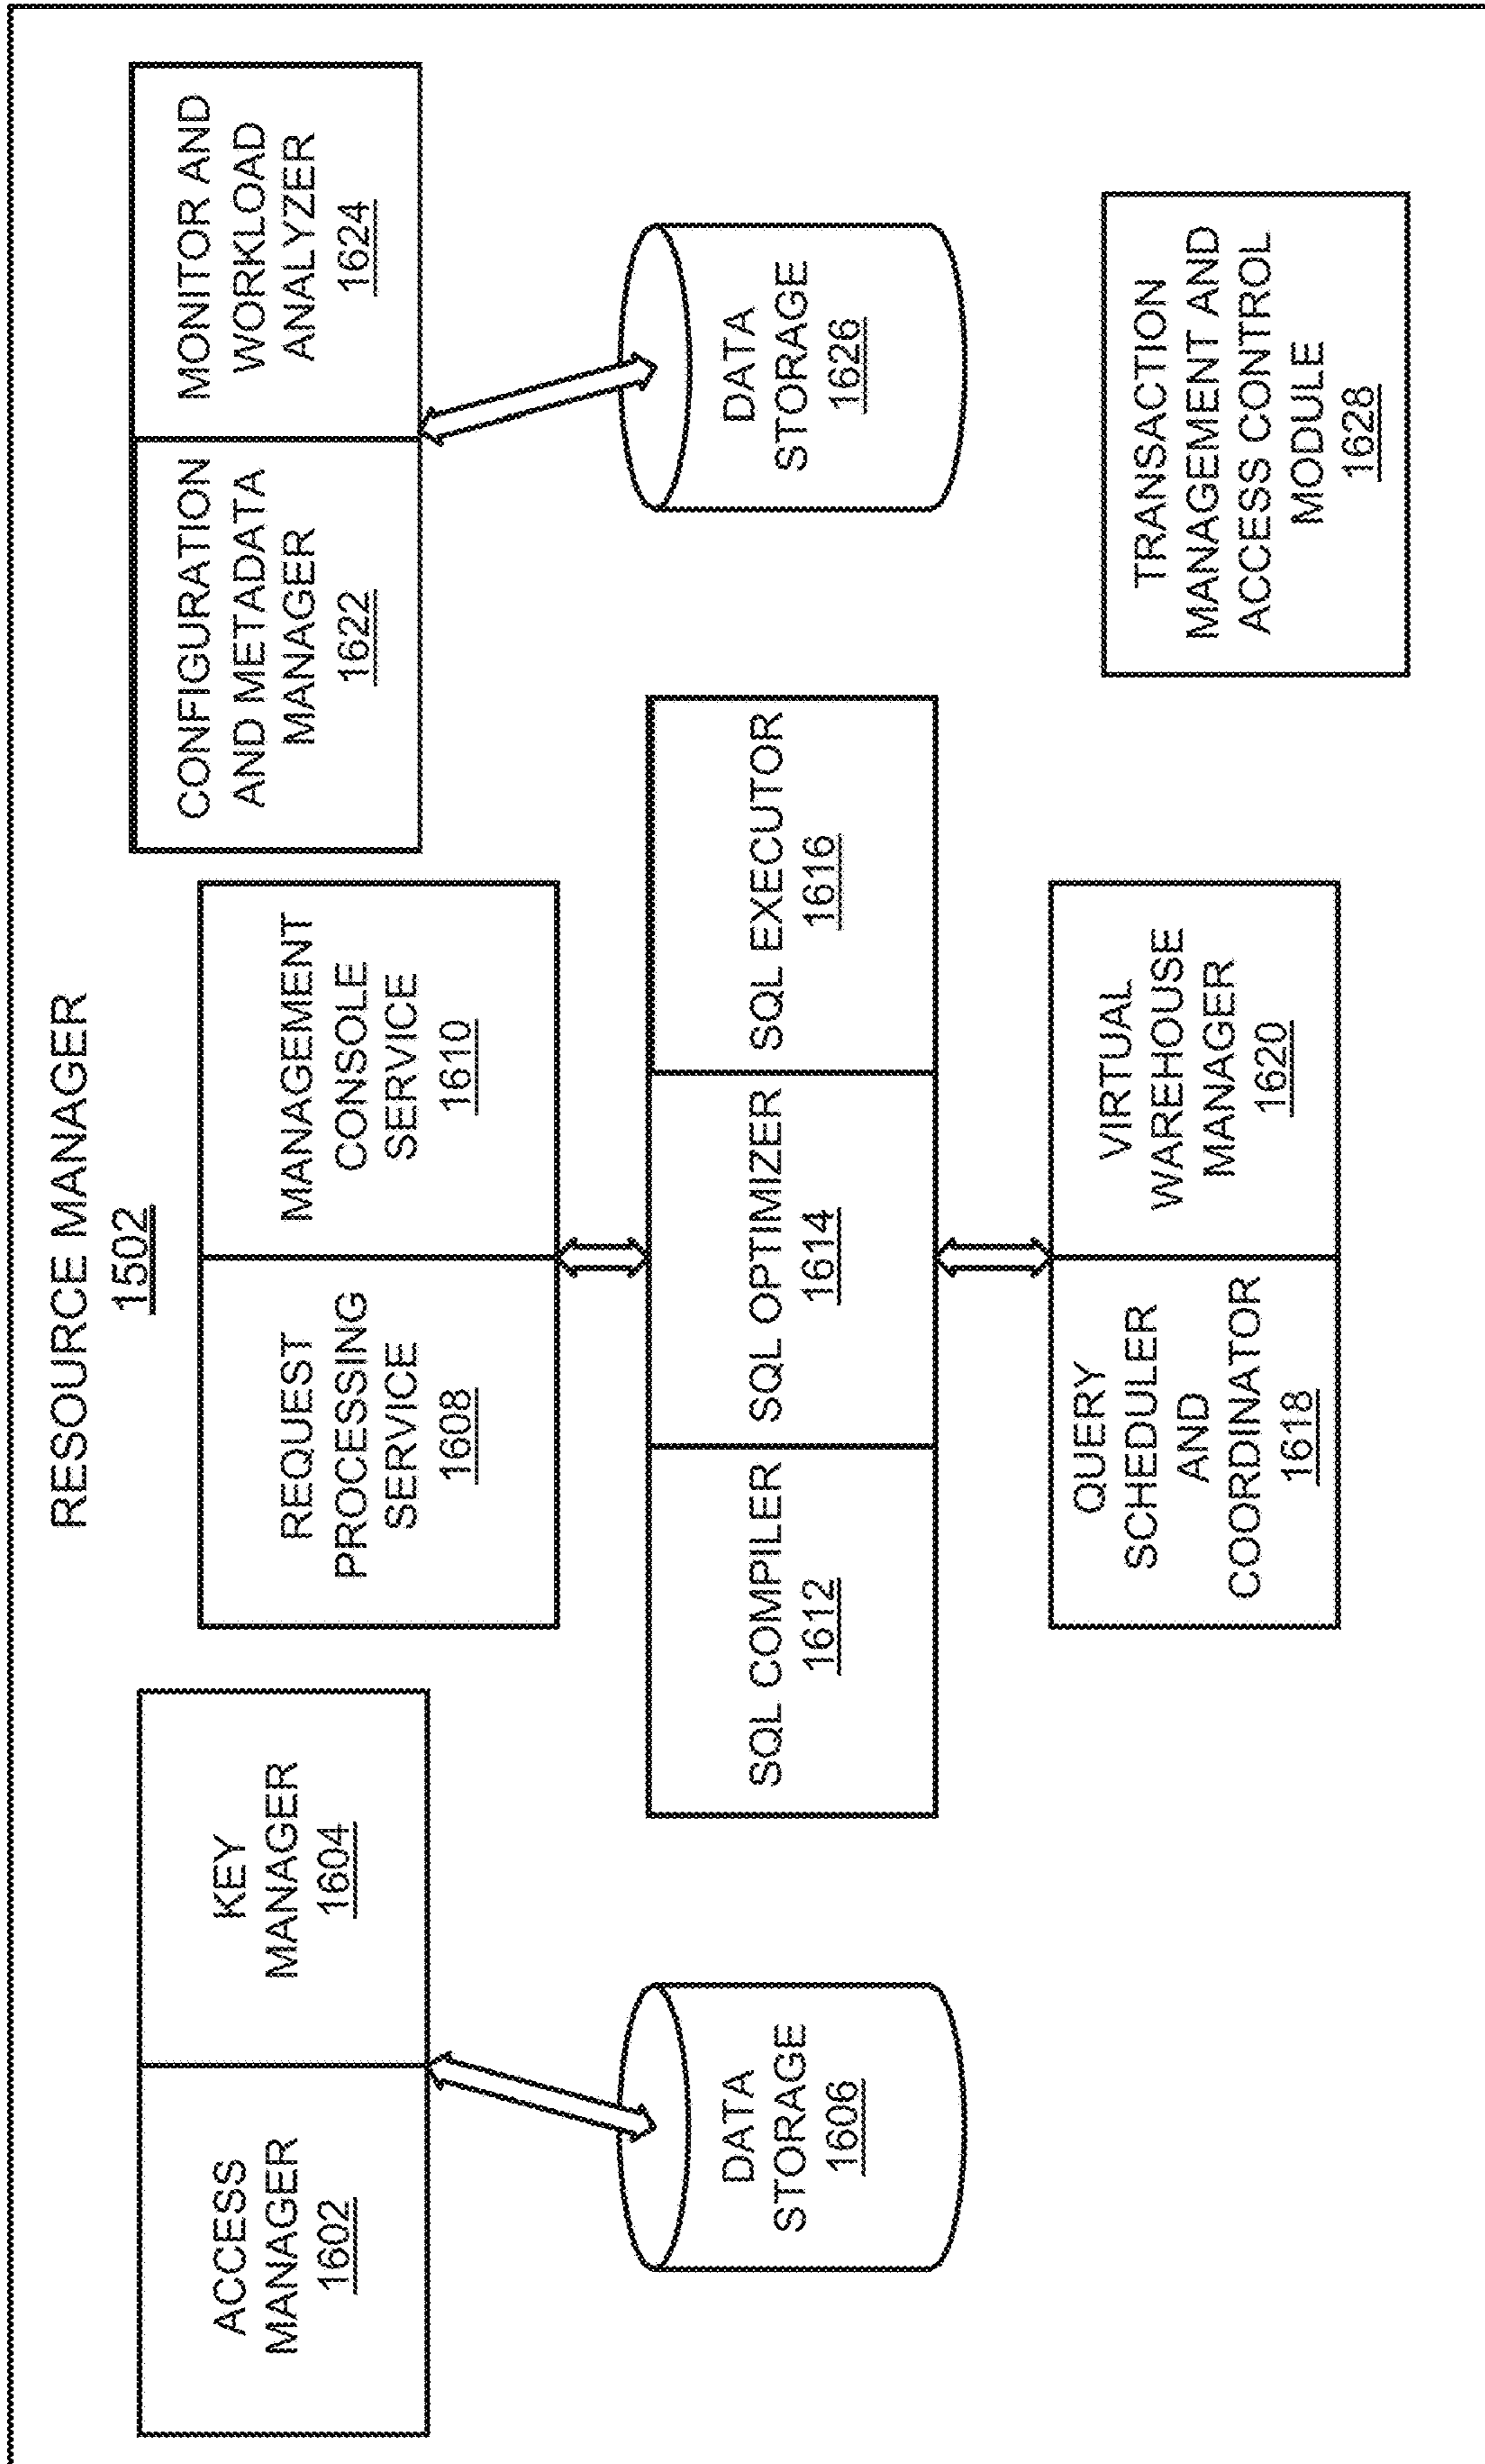 RESOURCE MANAGER
1502
ACCESS
MANAGER
1602
KEY
MANAGER
1604
DATA
STORAGE
1606
REQUEST
PROCESSING
SERVICE
1608
MANAGEMENT
CONSOLE
SERVICE
1610
SQL COMPILER
1612
SQL OPTIMIZER
1614
SQL EXECUTOR
1616
QUERY
SCHEDULER
AND
COORDINATOR
1618
VIRTUAL
WAREHOUSE
MANAGER
1620
CONFIGURATION
AND METADATA
MANAGER
1622
MONITOR AND
WORKLOAD
ANALYZER
1624
DATA
STORAGE
1626
TRANSACTION
MANAGEMENT AND
ACCESS CONTROL
MODULE
1628